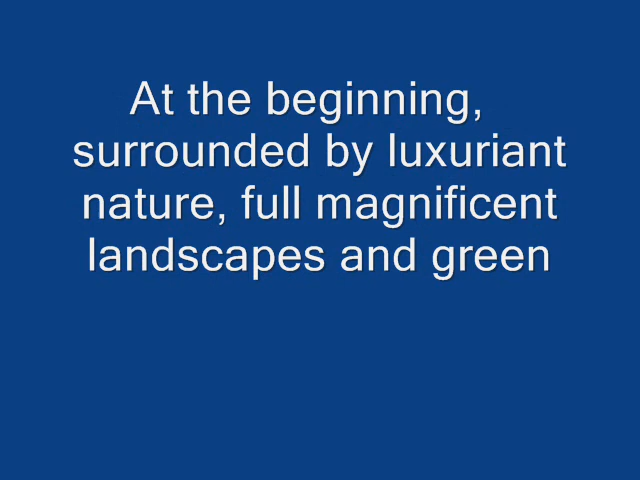 At the beginning,
surrounded by luxuriant
nature, full magnificent
landscapes and green